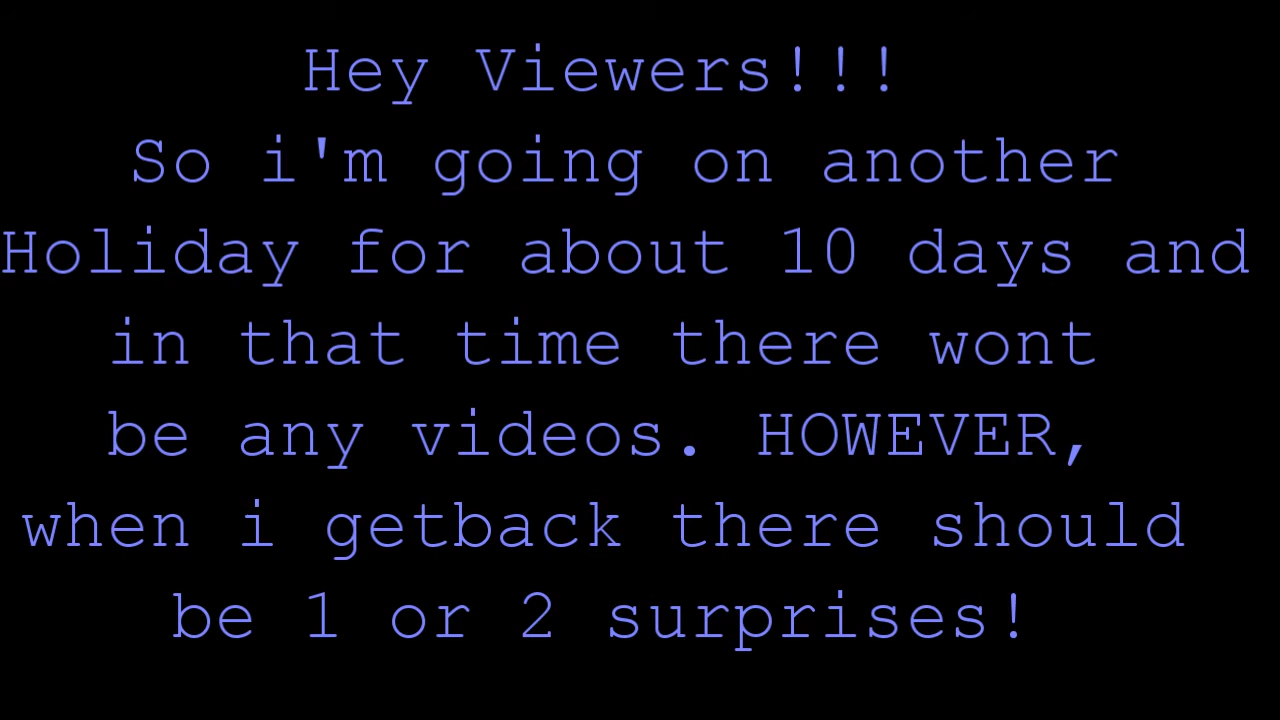 Hey Viewers!!!
So i'm going on another
Holiday for about 10 days and
in that time there wont
be any videos. HOWEVER,
when i getback there should
be 1 or 2 surprises!